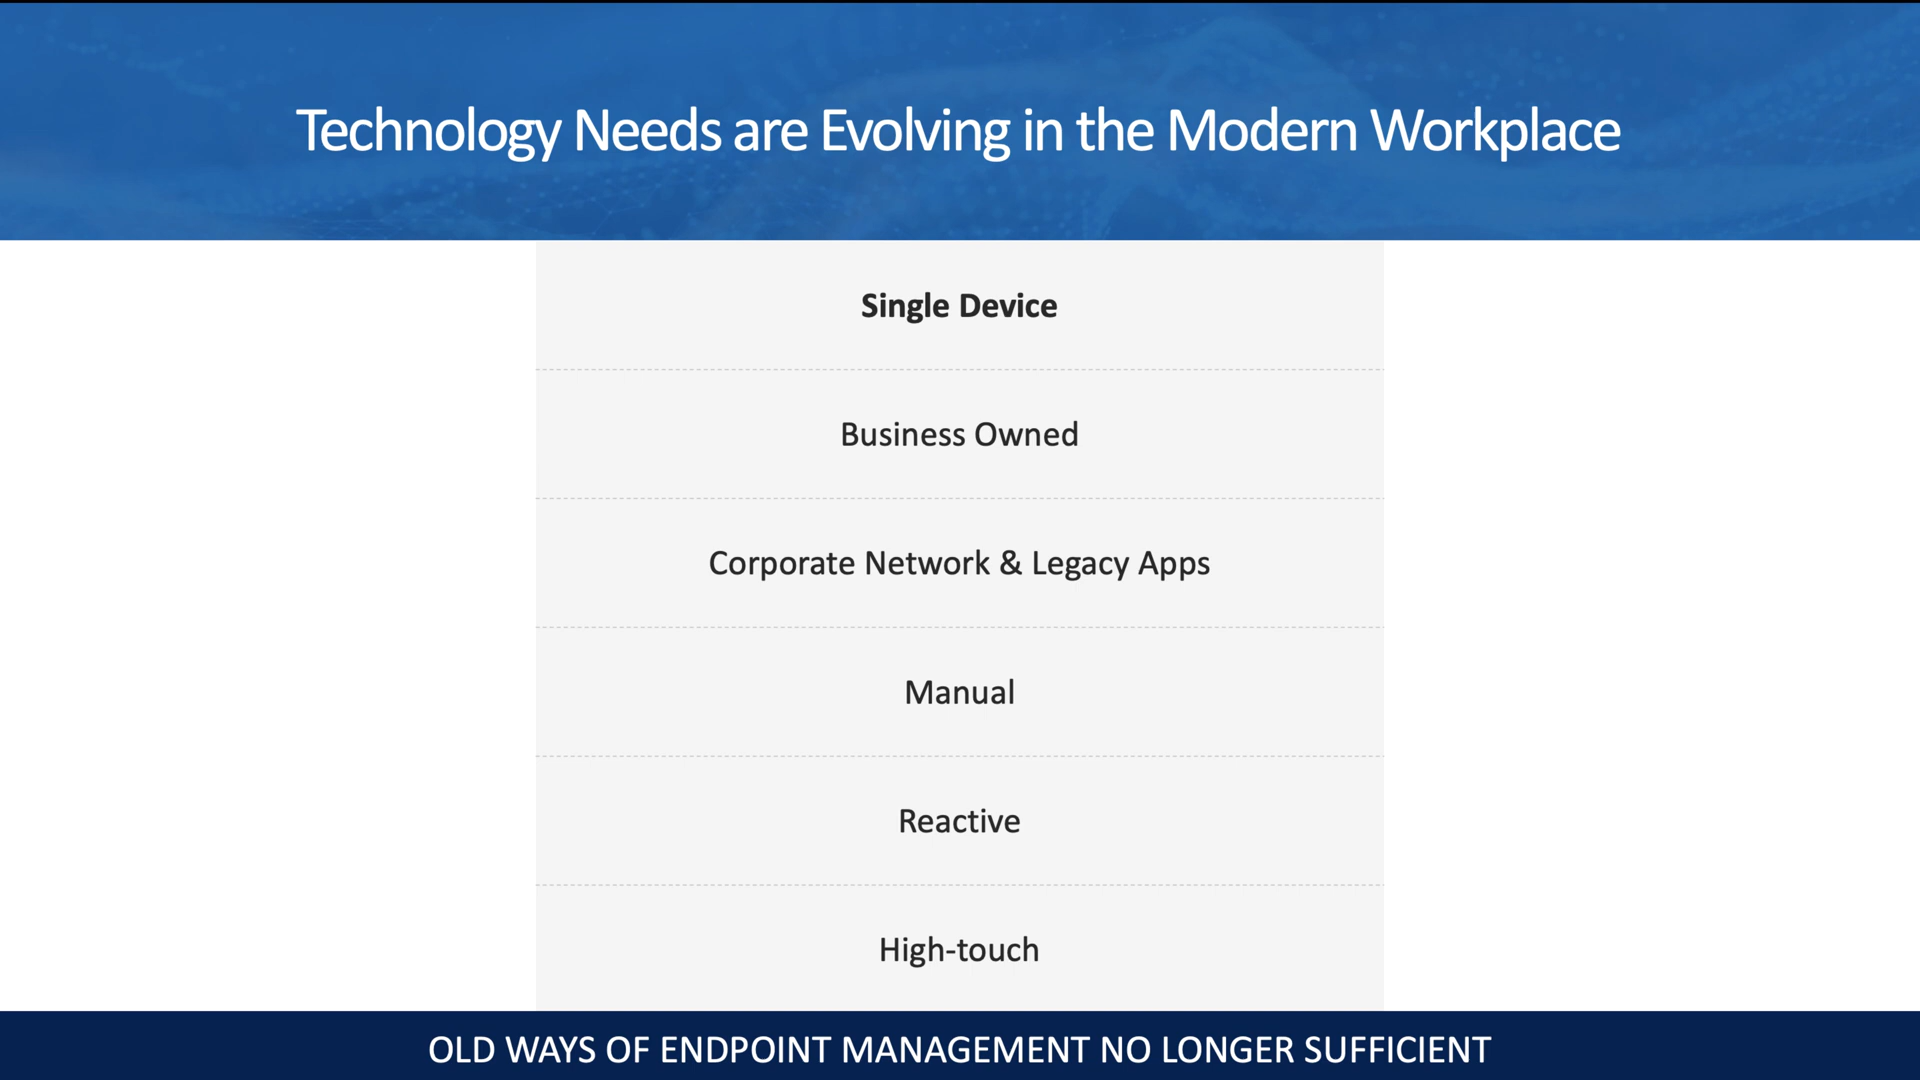 Technology Needs are Evolving in the Modern Workplace
Single Device
Business Owned
Corporate Network & Legacy Apps
Manual
Reactive
High-touch
OLD WAYS OF ENDPOINT MANAGEMENT NO LONGER SUFFICIENT